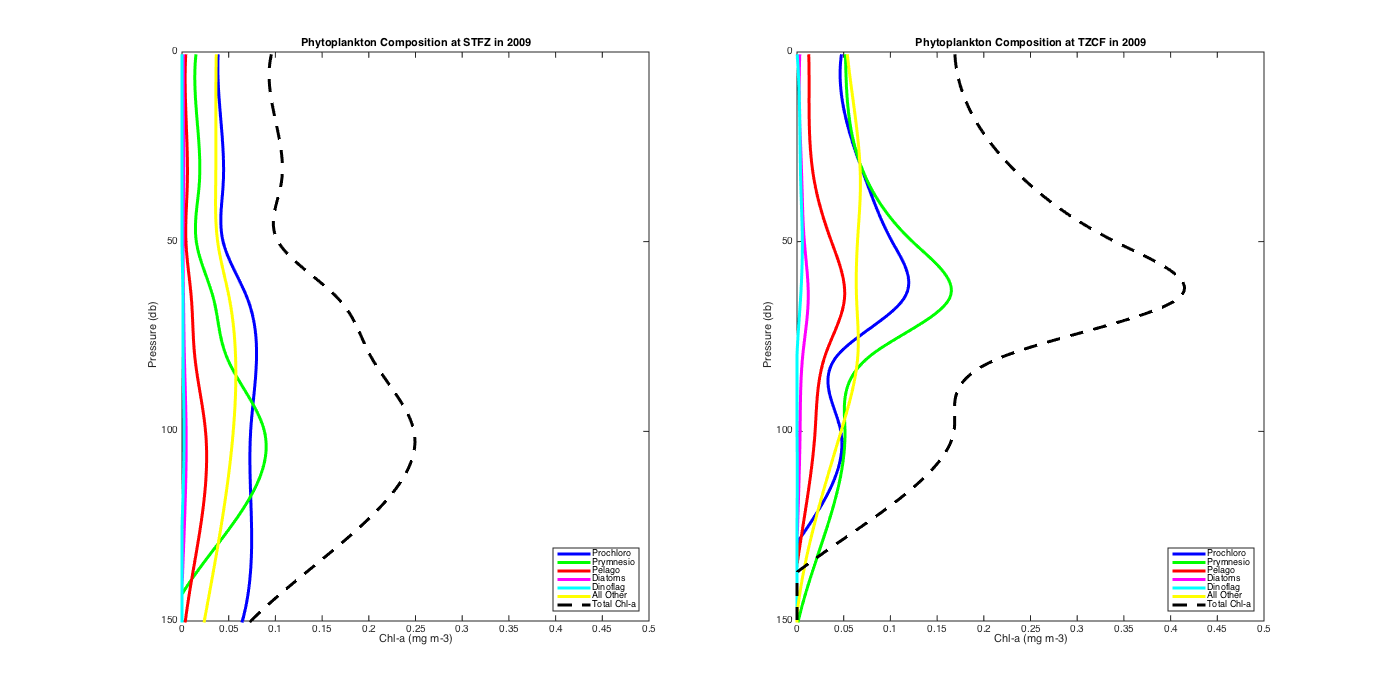 Phytoplankton Composition at STFZ in 2009
0
50
100
150
Pressure (db)
0 0.05 0.1 0.15 0.2 0.25 0.3 0.35 0.4 0.45 0.5
Chl-a (mg m-3)
Prochloro
Prymnesio
Pelago
Diatoms
Dinoflag
All Other
Total Chl-a
Phytoplankton Composition at TZCF in 2009
0
50
100
150
Pressure (db)
0 0.05 0.1 0.15 0.2 0.25 0.3 0.35 0.4 0.45 0.5
Chl-a (mg m-3)
Prochloro
Prymnesio
Pelago
Diatoms
Dinoflag
All Other
Total Chl-a